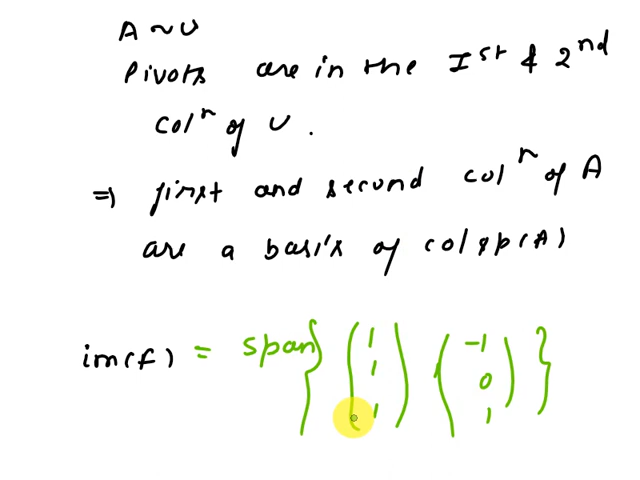 A ~ U
Pivots are in the Ist & 2nd
colⁿ of U.
⇒ first and second colⁿ of A
are a basis of colsp(A)
im(f) = span { (1 1 1) , (-1 0 1) }